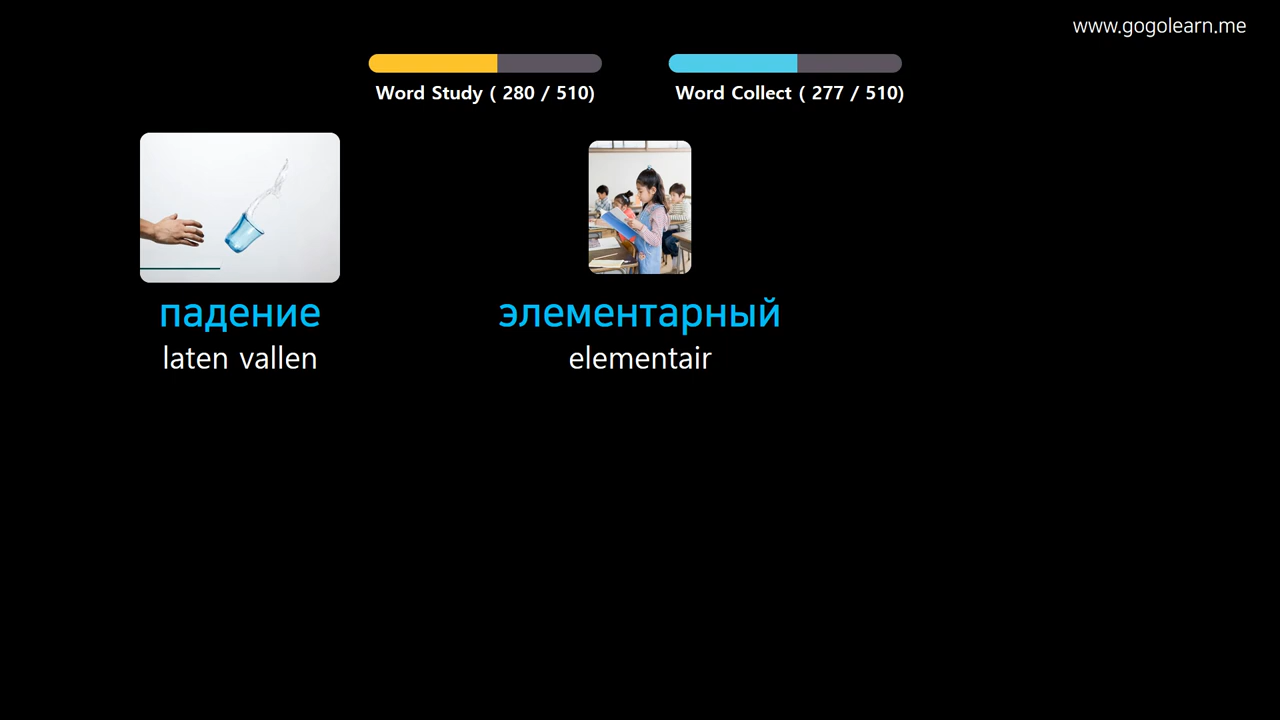 www.gogolearn.me
Word Study ( 280 / 510)
Word Collect ( 277 / 510)
падение
laten vallen
элементарный
elementair